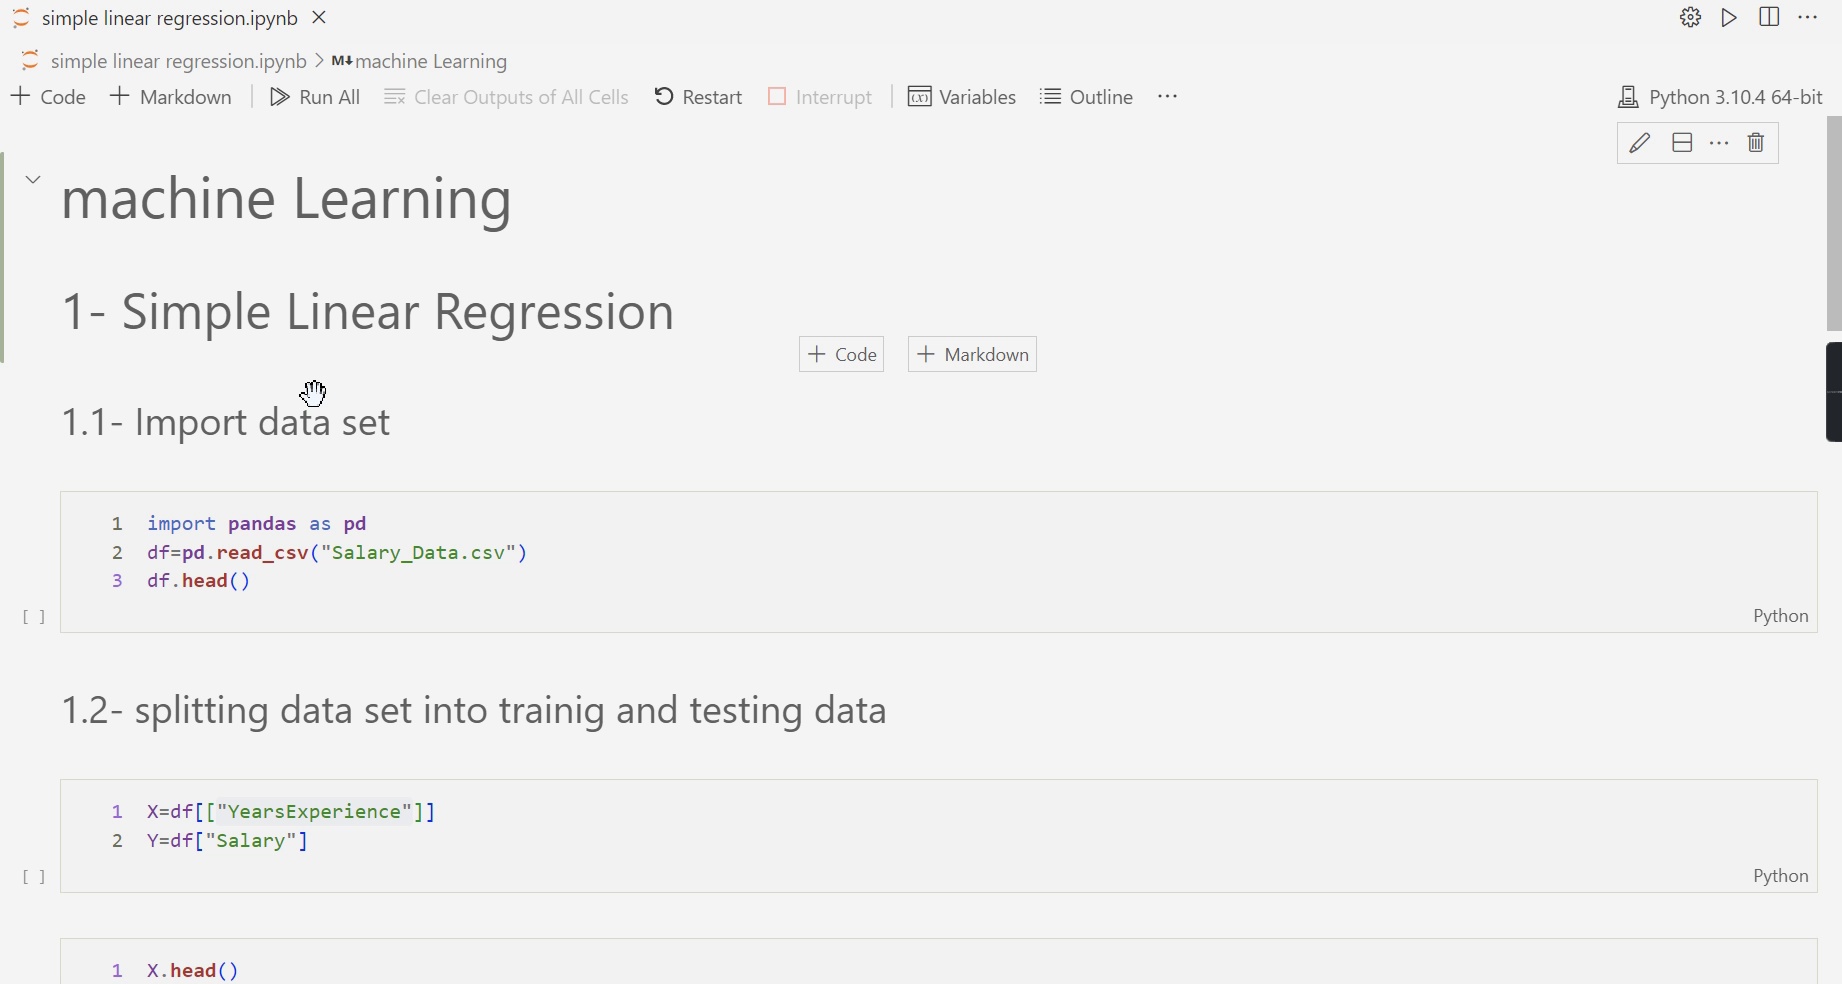 simple linear regression.ipynb
simple linear regression.ipynb > M↓ machine Learning
+ Code + Markdown Run All Clear Outputs of All Cells Restart Interrupt Variables Outline ... Python 3.10.4 64-bit
machine Learning
1- Simple Linear Regression
+ Code + Markdown
1.1- Import data set
1 import pandas as pd
2 df=pd.read_csv("Salary_Data.csv")
3 df.head()
[ ] Python
1.2- splitting data set into trainig and testing data
1 X=df[["YearsExperience"]]
2 Y=df["Salary"]
[ ] Python
1 X.head()